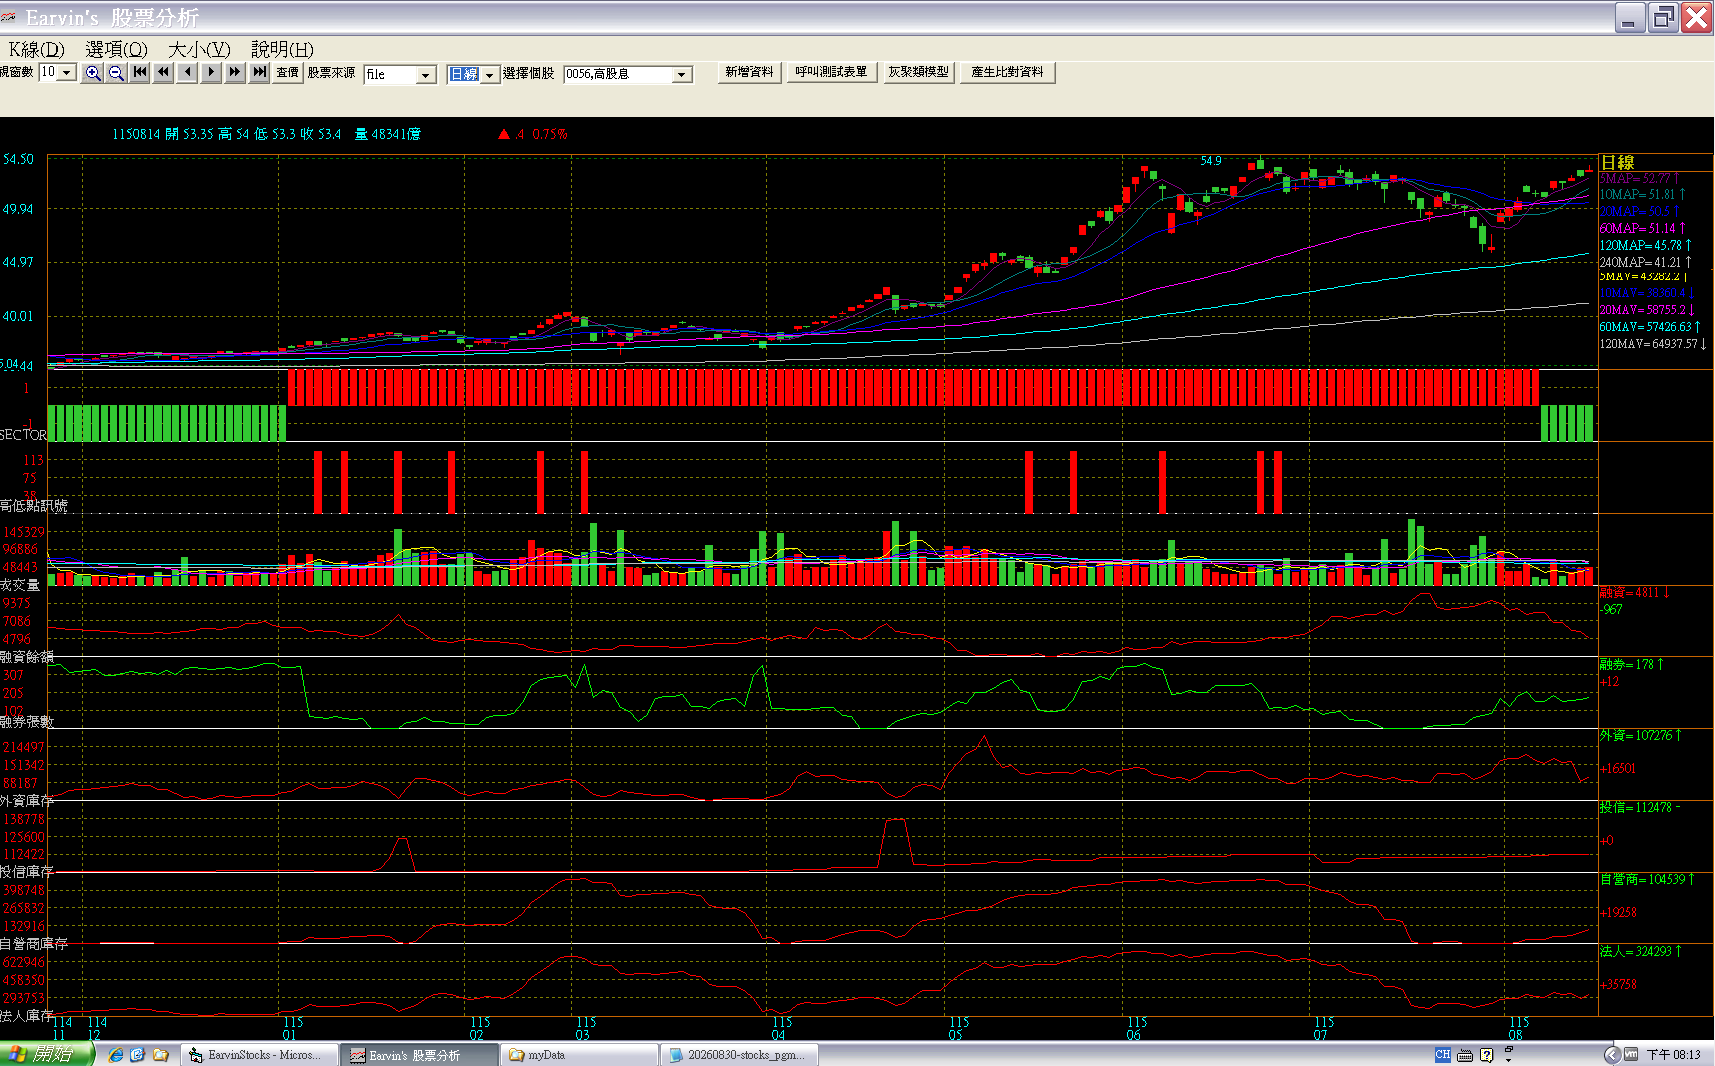 Earvin's 股票分析
K線(D) 選項(O) 大小(V) 說明(H)
視窗數 10 查價 股票來源 file 日線 選擇個股 0056,高股息 新增資料 呼叫測試表單 灰聚類模型 產生比對資料
1150814 開 53.35 高 54 低 53.3 收 53.4 量 48341億 ▲ .4 0.75%
54.50
49.94
44.97
40.01
54.9
日線
5MAP=52.77↑
10MAP=51.81↑
20MAP=50.5↓
60MAP=51.14↑
120MAP=45.78↑
240MAP=41.21↑
5MAV=43282.2↓
10MAV=38360.4↓
20MAV=58755.2↓
60MAV=57426.63↑
120MAV=64937.57↓
1
-1
SECTOR
113
75
38
高低點訊號
145329
96886
48443
成交量
9375
7086
4796
融資餘額
融資=4811↓
-967
307
205
102
融券張數
融券=178↑
+12
214497
151342
88187
外資庫存
外資=107276↑
+16501
138778
125600
112422
投信庫存
投信=112478 -
+0
398748
265832
132916
自營商庫存
自營商=104539↑
+19258
622946
458350
293753
法人庫存
法人=324293↑
+35758
114 114 115 115 115 115 115 115 115 115
11 12 01 02 03 04 05 06 07 08
開始 EarvinStocks - Micros... Earvin's 股票分析 myData 20260830-stocks_pgm... CH 下午 08:13